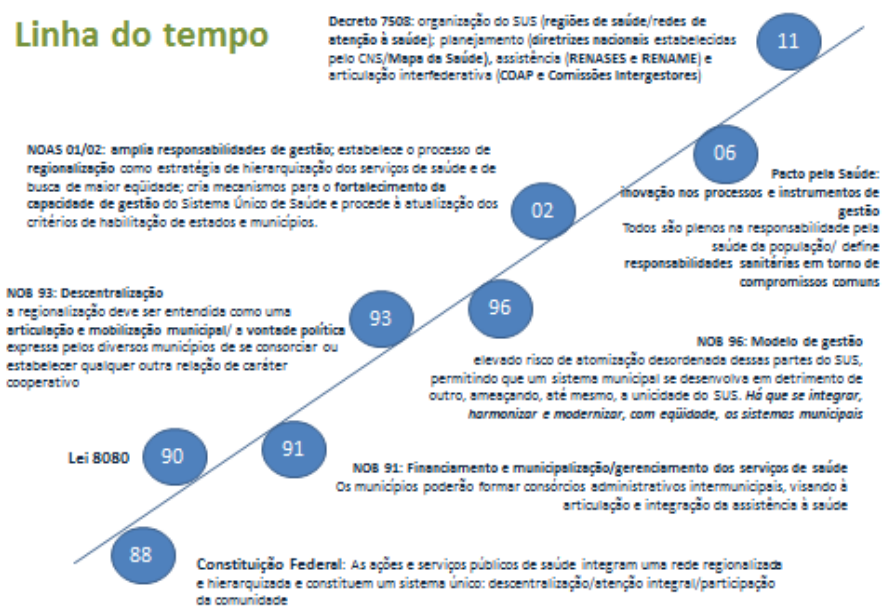 Linha do tempo
Decreto 7508: organização do SUS (regiões de saúde/redes de
atenção à saúde); planejamento (diretrizes nacionais estabelecidas
pelo CNS/Mapa da Saúde), assistência (RENASES e RENAME) e
articulação interfederativa (COAP e Comissões Intergestores)
11
NOAS 01/02: amplia responsabilidades de gestão; estabelece o processo de
regionalização como estratégia de hierarquização dos serviços de saúde e de
busca de maior eqüidade; cria mecanismos para o fortalecimento da
capacidade de gestão do Sistema Único de Saúde e procede à atualização dos
critérios de habilitação de estados e municípios.
02
06
Pacto pela Saúde:
inovação nos processos e instrumentos de
gestão
Todos são plenos na responsabilidade pela
saúde da população/ define
responsabilidades sanitárias em torno de
compromissos comuns
NOB 93: Descentralização
a regionalização deve ser entendida como uma
articulação e mobilização municipal/ a vontade política
expressa pelos diversos municípios de se consorciar ou
estabelecer qualquer outra relação de caráter
cooperativo
93
96
NOB 96: Modelo de gestão
elevado risco de atomização desordenada dessas partes do SUS,
permitindo que um sistema municipal se desenvolva em detrimento de
outro, ameaçando, até mesmo, a unicidade do SUS. Há que se integrar,
harmonizar e modernizar, com eqüidade, os sistemas municipais
Lei 8080
90
91
NOB 91: Financiamento e municipalização/gerenciamento dos serviços de saúde
Os municípios poderão formar consórcios administrativos intermunicipais, visando à
articulação e integração da assistência à saúde
88
Constituição Federal: As ações e serviços públicos de saúde integram uma rede regionalizada
e hierarquizada e constituem um sistema único: descentralização/atenção integral/participação
da comunidade